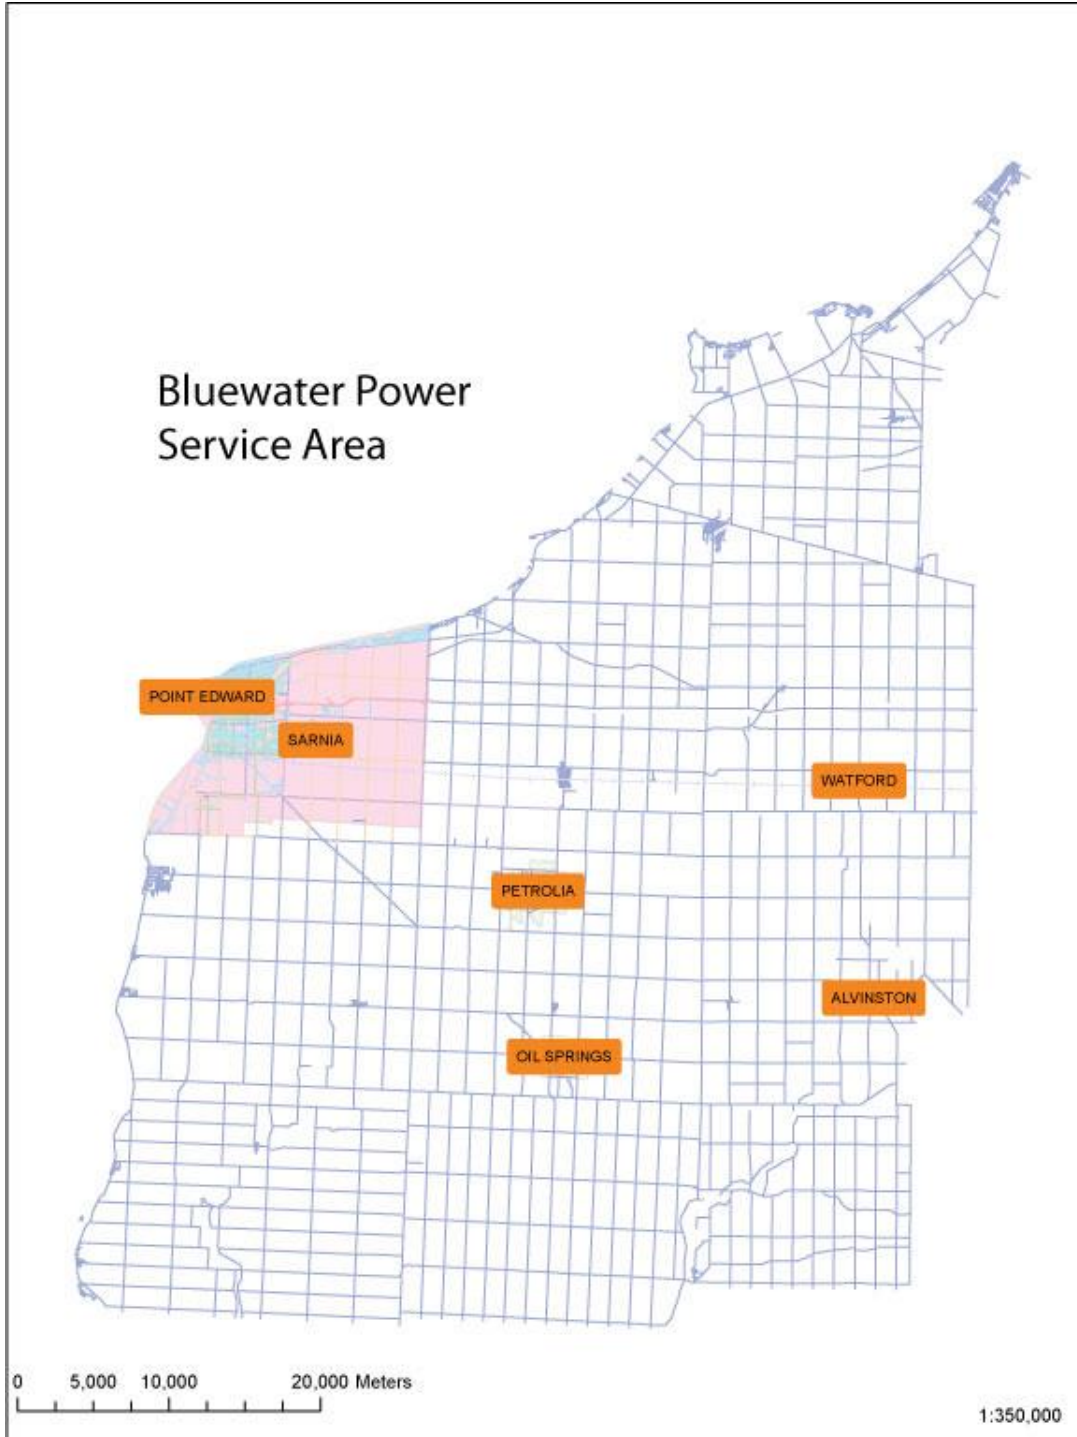 Bluewater Power
Service Area
POINT EDWARD
SARNIA
WATFORD
PETROLIA
ALVINSTON
OIL SPRINGS
0 5,000 10,000 20,000 Meters
1:350,000